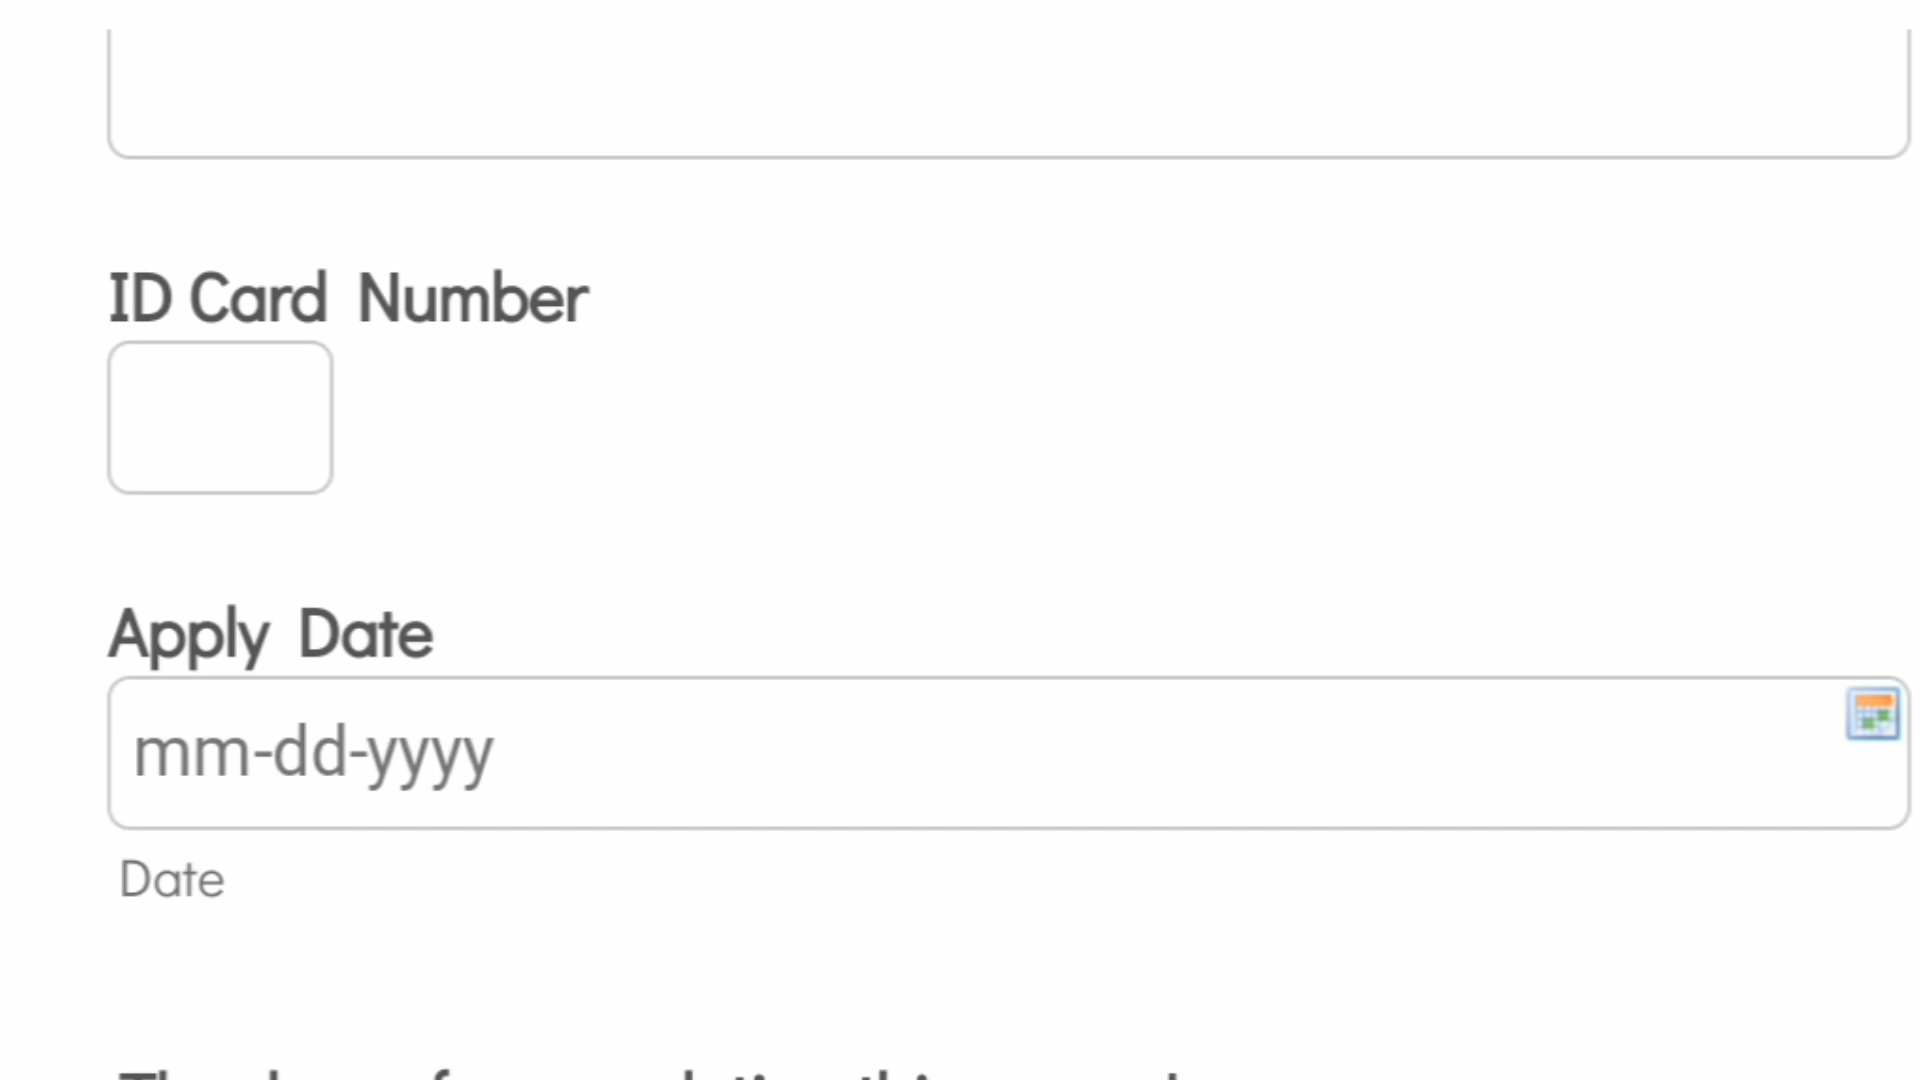 ID Card Number
Apply Date
mm-dd-yyyy
Date